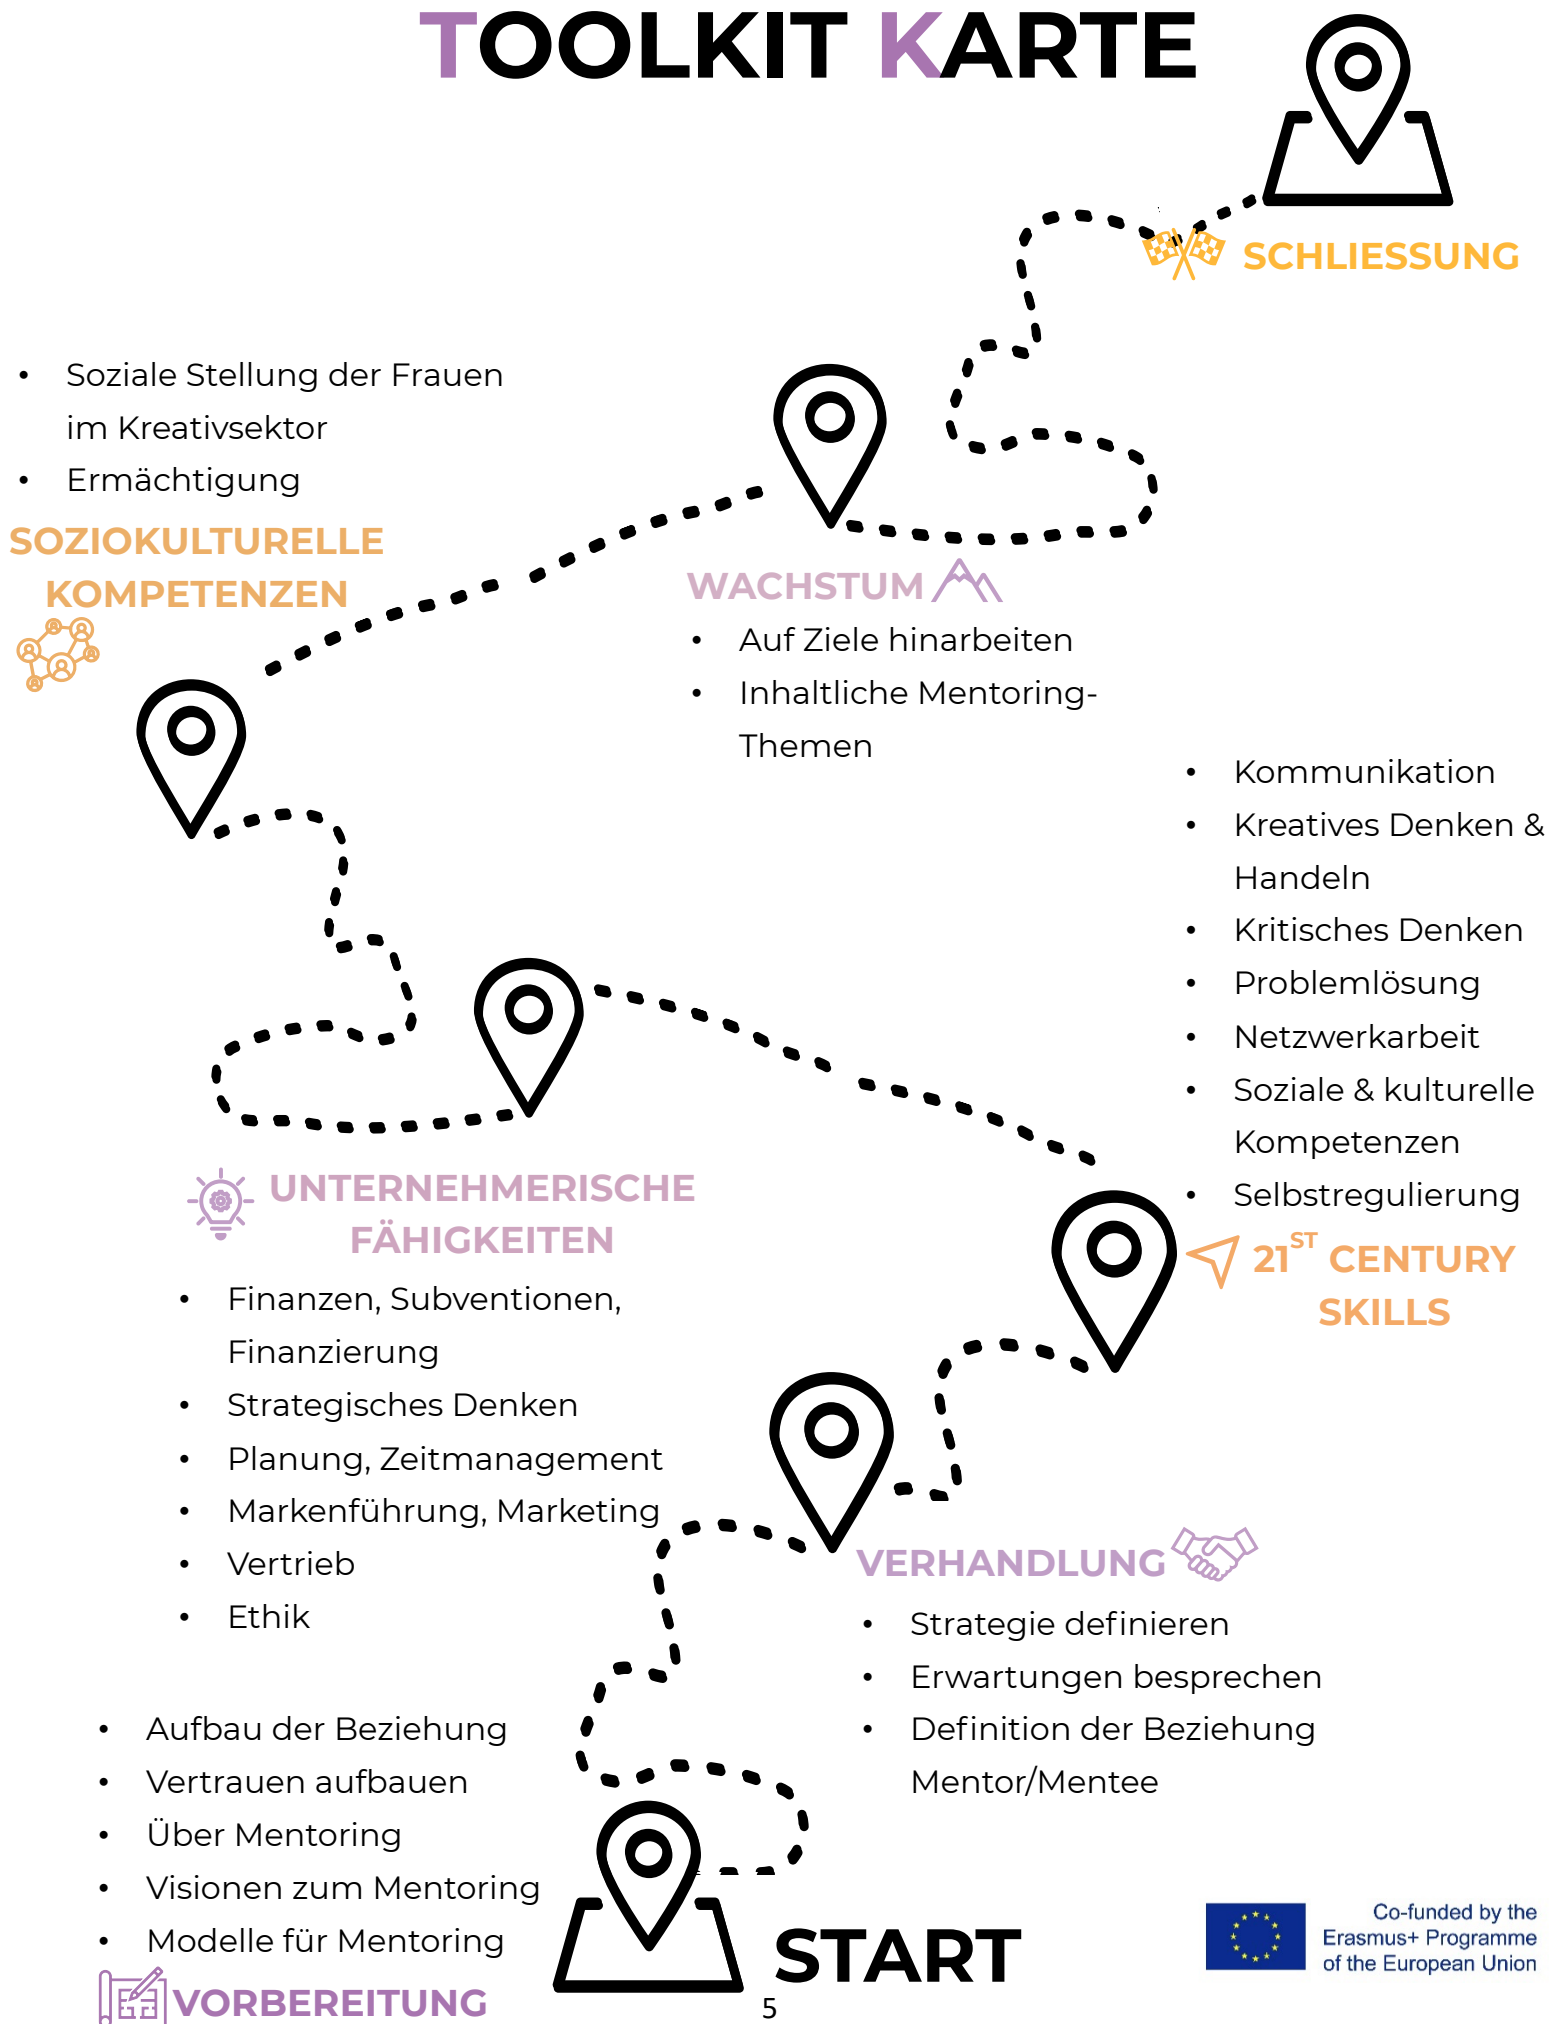 TOOLKIT KARTE
SCHLIESSUNG
• Soziale Stellung der Frauen
im Kreativsektor
• Ermächtigung
SOZIOKULTURELLE
KOMPETENZEN
WACHSTUM
• Auf Ziele hinarbeiten
• Inhaltliche Mentoring-
Themen
• Kommunikation
• Kreatives Denken &
Handeln
• Kritisches Denken
• Problemlösung
• Netzwerkarbeit
• Soziale & kulturelle
Kompetenzen
• Selbstregulierung
21ST CENTURY
SKILLS
UNTERNEHMERISCHE
FÄHIGKEITEN
• Finanzen, Subventionen,
Finanzierung
• Strategisches Denken
• Planung, Zeitmanagement
• Markenführung, Marketing
• Vertrieb
• Ethik
VERHANDLUNG
• Strategie definieren
• Erwartungen besprechen
• Definition der Beziehung
Mentor/Mentee
• Aufbau der Beziehung
• Vertrauen aufbauen
• Über Mentoring
• Visionen zum Mentoring
• Modelle für Mentoring
VORBEREITUNG
START
5
Co-funded by the
Erasmus+ Programme
of the European Union